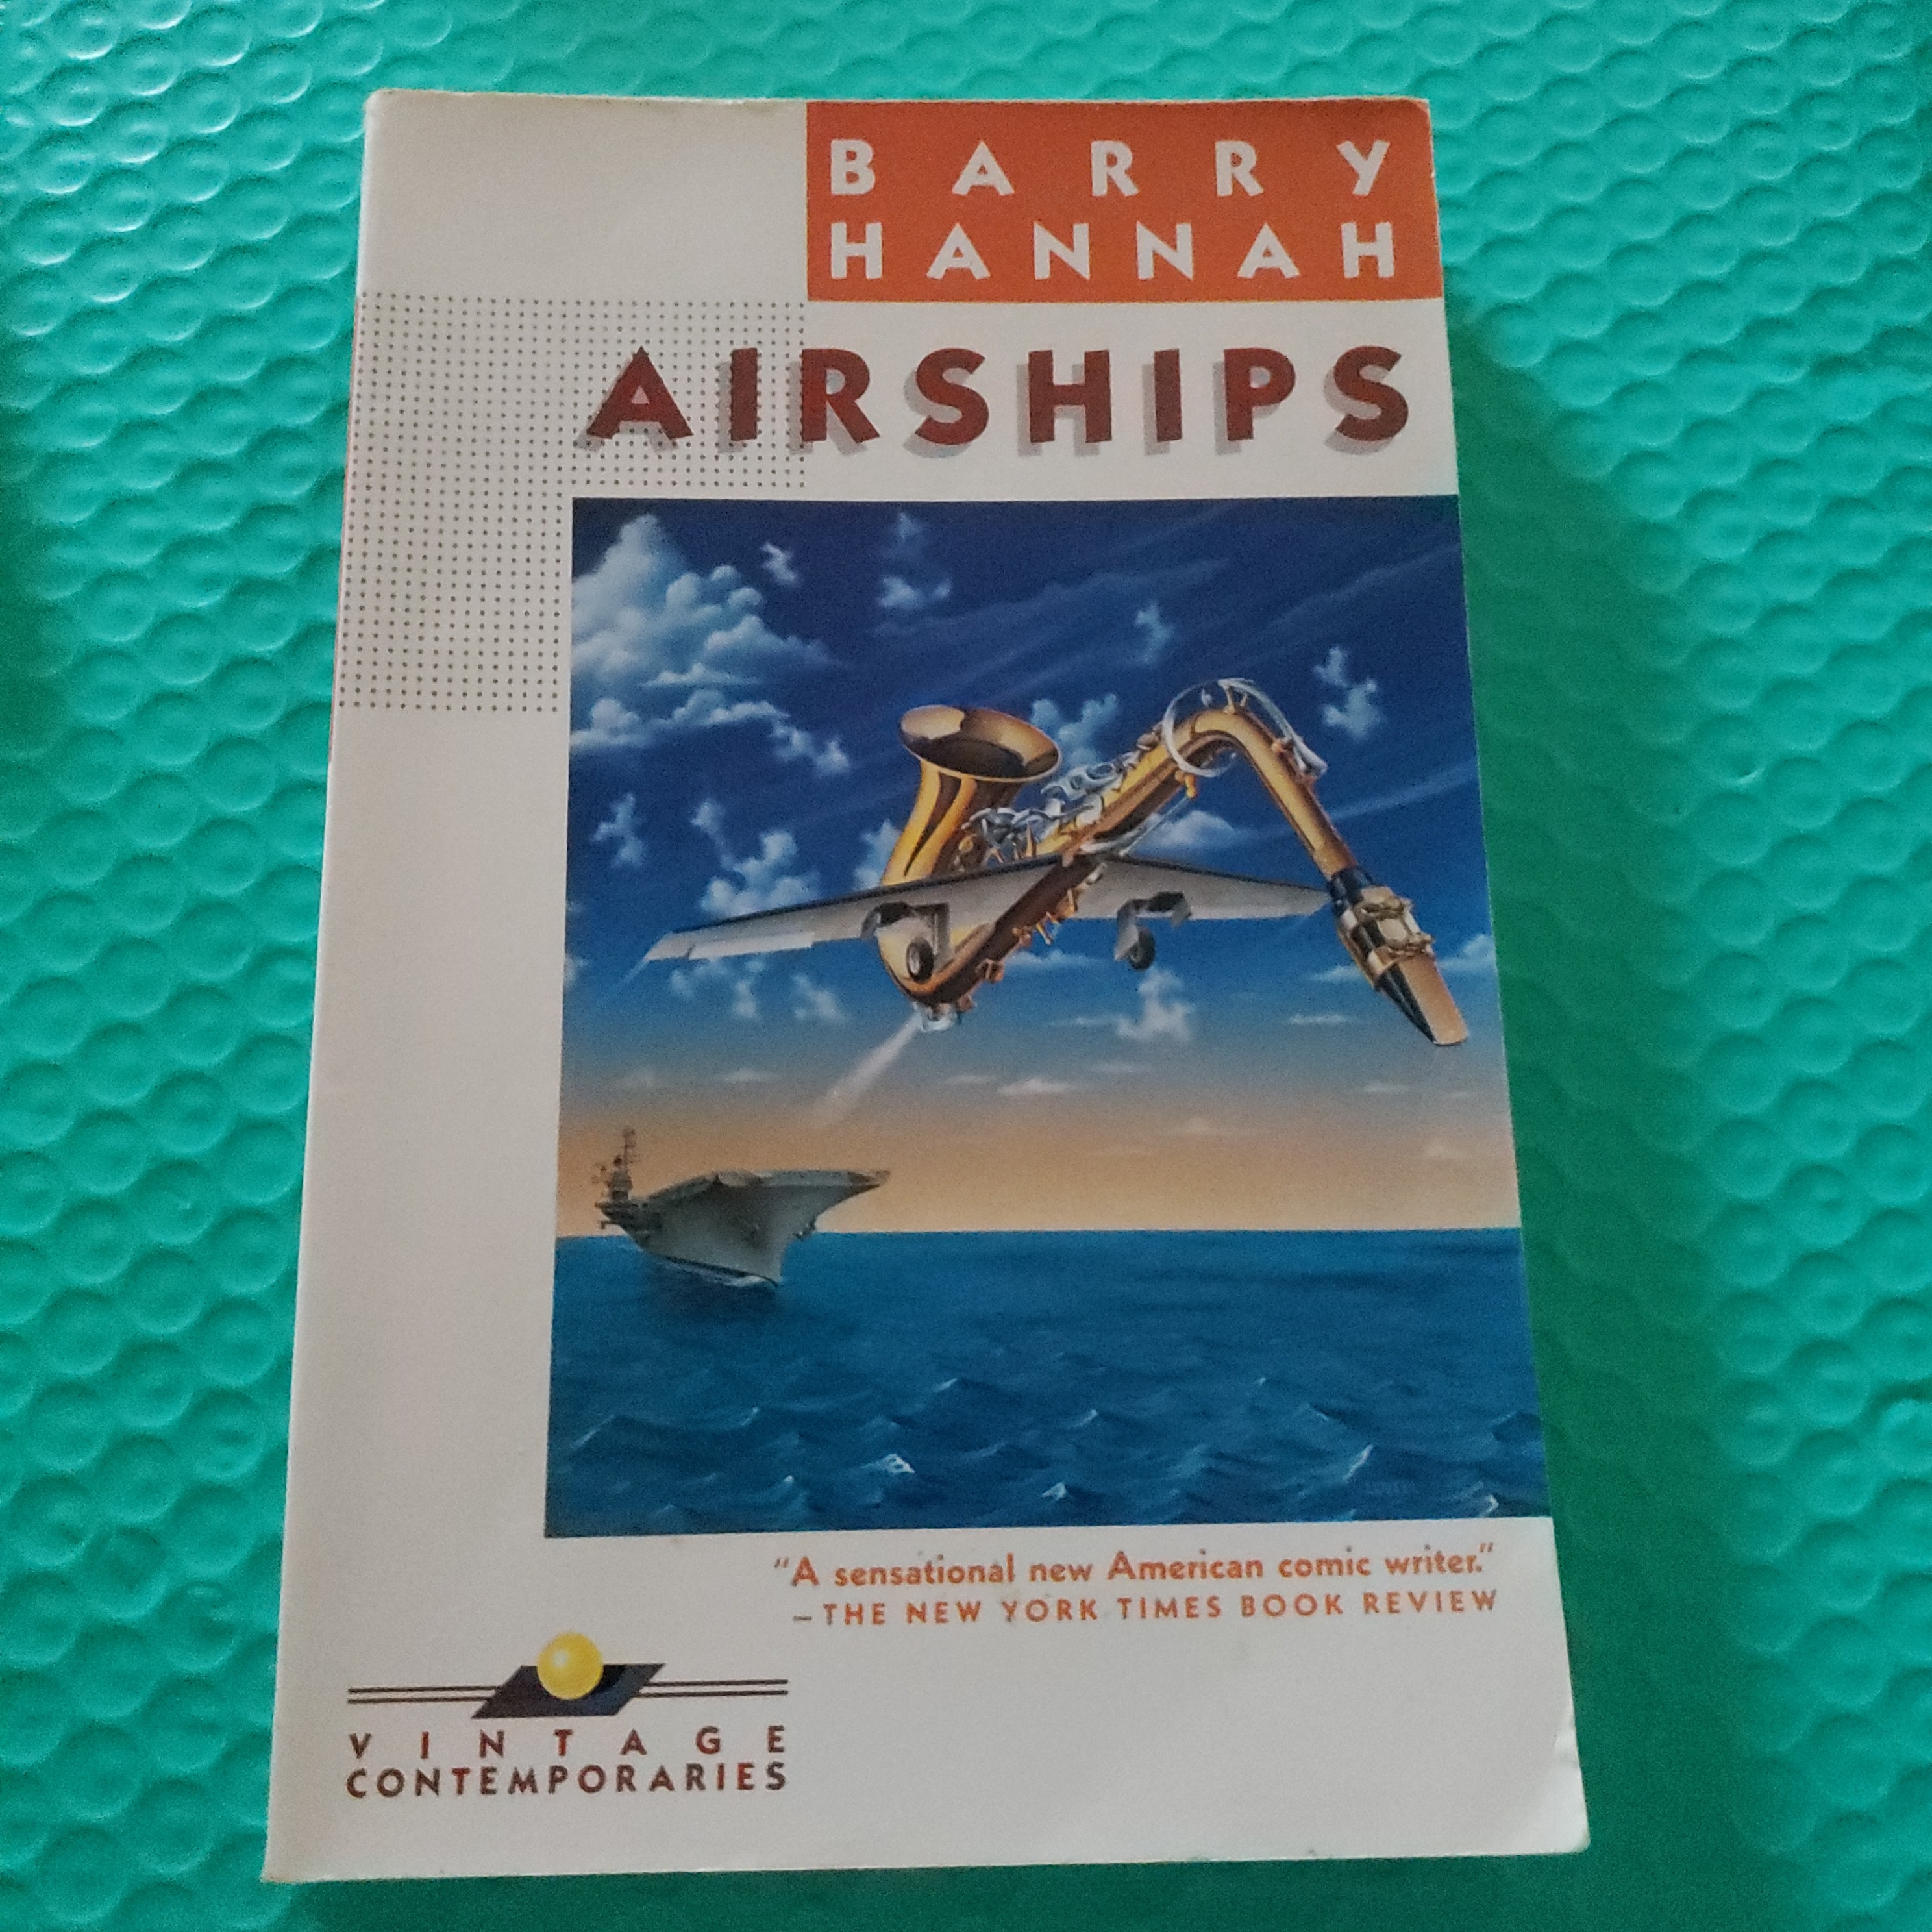 BARRY
HANNAH
AIRSHIPS
“A sensational new American comic writer.”
–THE NEW YORK TIMES BOOK REVIEW
VINTAGE
CONTEMPORARIES